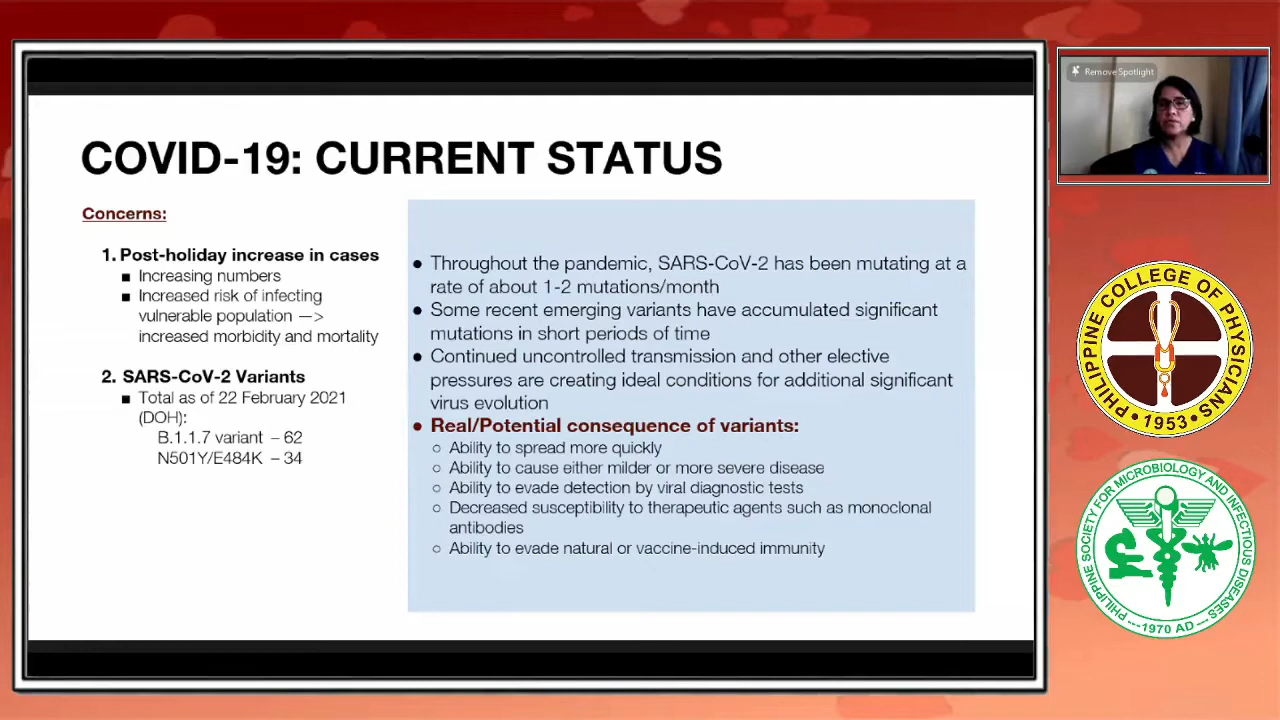 COVID-19: CURRENT STATUS
Concerns:
1. Post-holiday increase in cases
■ Increasing numbers
■ Increased risk of infecting
vulnerable population —>
increased morbidity and mortality
2. SARS-CoV-2 Variants
■ Total as of 22 February 2021
(DOH):
B.1.1.7 variant – 62
N501Y/E484K – 34
● Throughout the pandemic, SARS-CoV-2 has been mutating at a
rate of about 1-2 mutations/month
● Some recent emerging variants have accumulated significant
mutations in short periods of time
● Continued uncontrolled transmission and other elective
pressures are creating ideal conditions for additional significant
virus evolution
● Real/Potential consequence of variants:
○ Ability to spread more quickly
○ Ability to cause either milder or more severe disease
○ Ability to evade detection by viral diagnostic tests
○ Decreased susceptibility to therapeutic agents such as monoclonal
antibodies
○ Ability to evade natural or vaccine-induced immunity
Remove Spotlight
PHILIPPINE COLLEGE OF PHYSICIANS
• 1953 •
PHILIPPINE SOCIETY FOR MICROBIOLOGY AND INFECTIOUS DISEASES
---1970 AD---